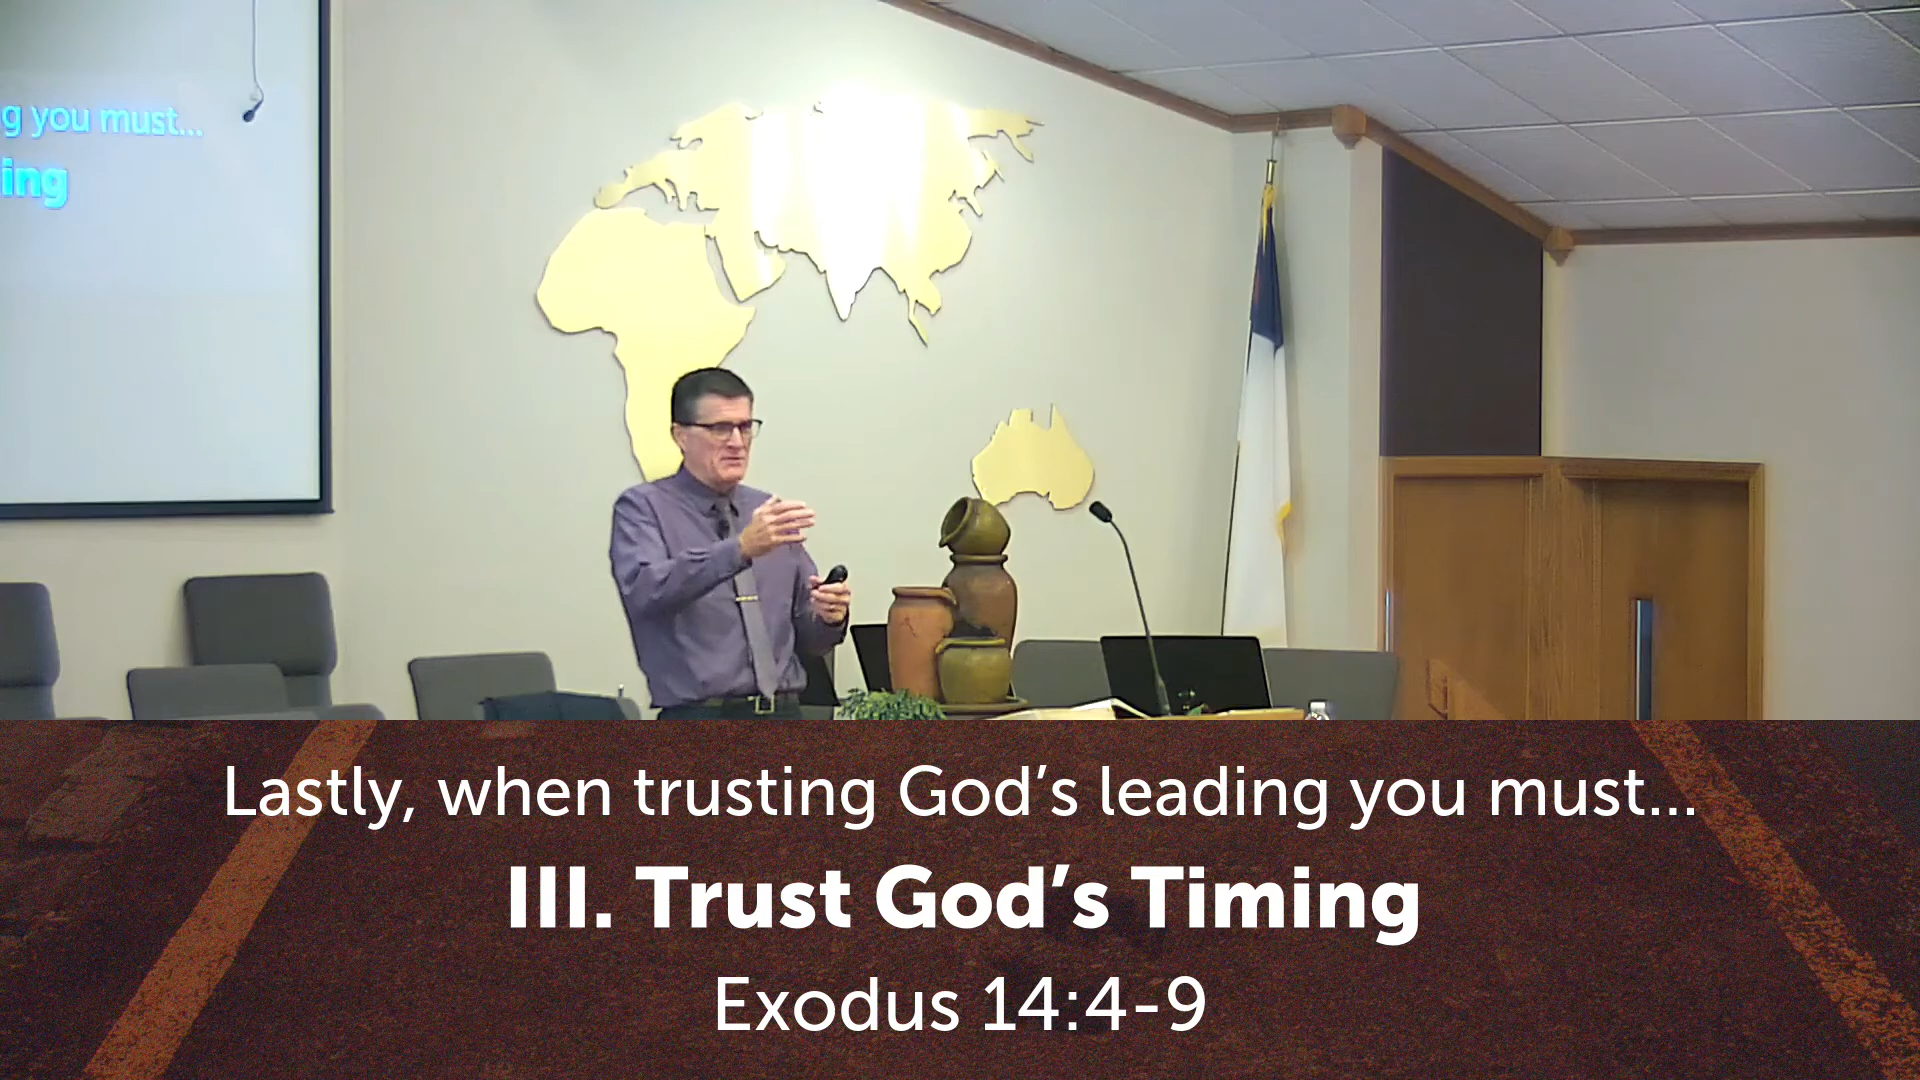 g you must...
ing
Lastly, when trusting God's leading you must...
III. Trust God's Timing
Exodus 14:4-9